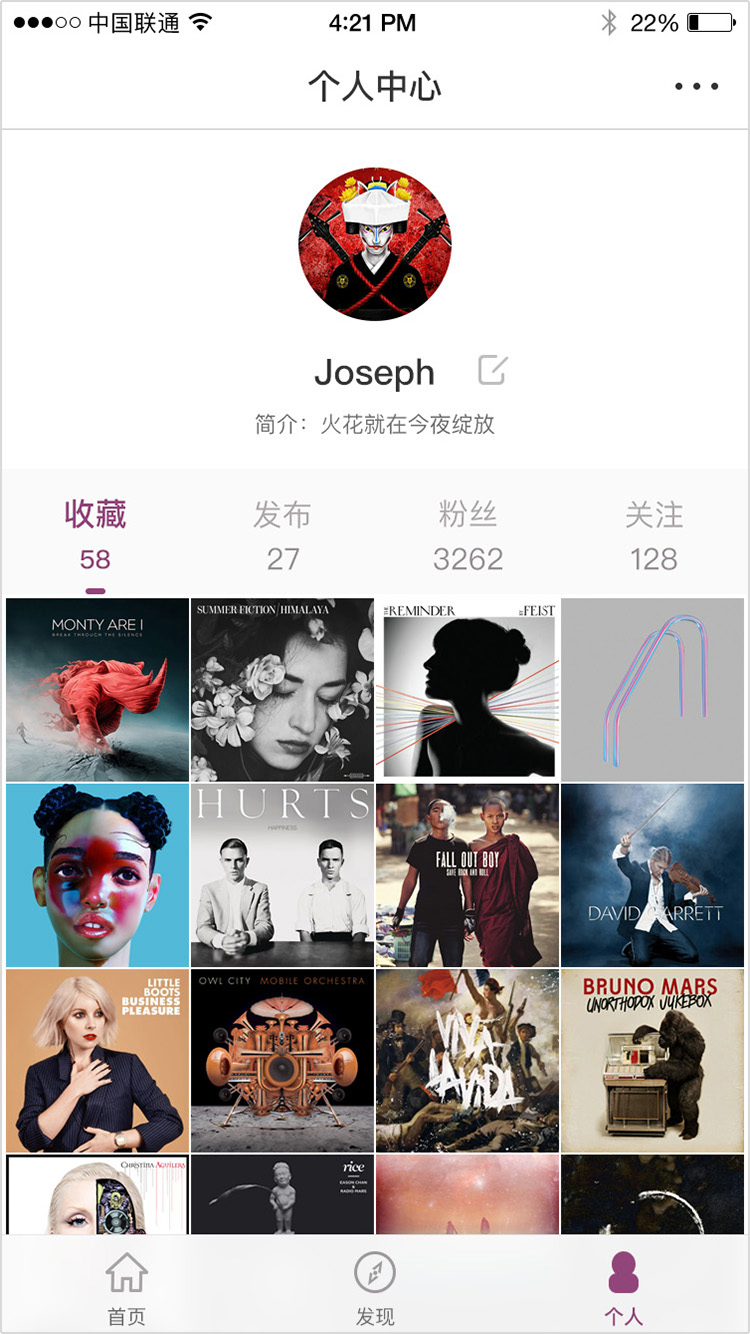 中国联通
4:21 PM
22%
个人中心
Joseph
简介：火花就在今夜绽放
收藏 发布 粉丝 关注
58 27 3262 128
MONTY ARE I
BREAK THROUGH THE SILENCE
SUMMER FICTION / HIMALAYA
THE REMINDER
BY FEIST
HURTS
HAPPINESS
FALL OUT BOY
SAVE ROCK AND ROLL
DAVID GARRETT
LITTLE
BOOTS
BUSINESS
PLEASURE
OWL CITY MOBILE ORCHESTRA
VIVA
LA VIDA
BRUNO MARS
UNORTHODOX JUKEBOX
CHRISTINA AGUILERA
rice
EASON CHAN
&
RADIO MARS
首页 发现 个人